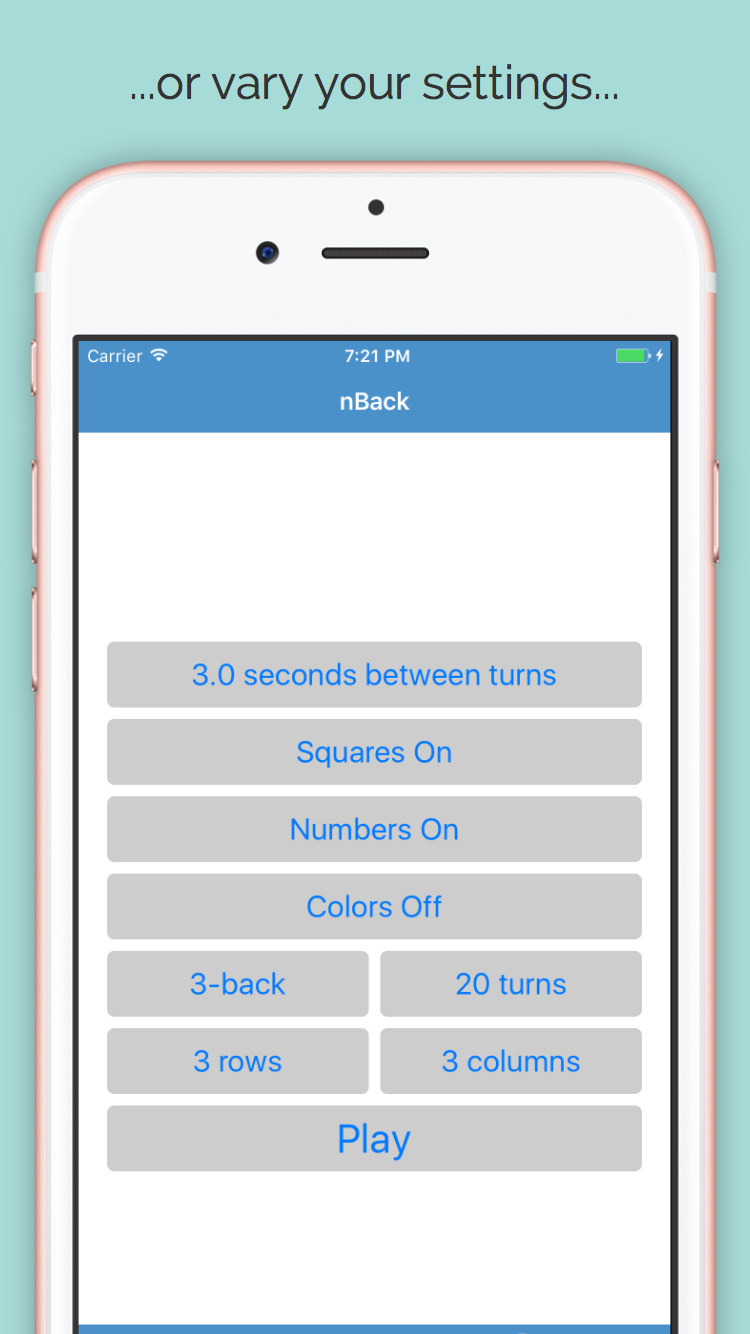 ...or vary your settings...
Carrier 7:21 PM
nBack
3.0 seconds between turns
Squares On
Numbers On
Colors Off
3-back 20 turns
3 rows 3 columns
Play